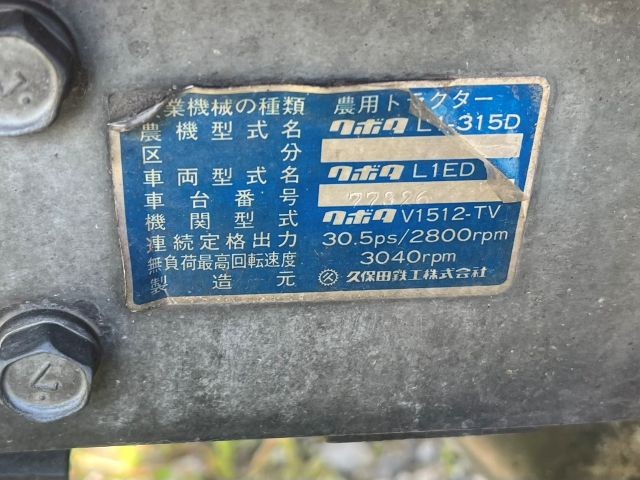 業機械の種類 農用トラクター
農機型式名 クボタ L 315D
区分
車両型式名 クボタ L1ED
車台番号
機関型式 クボタ V1512-TV
連続定格出力 30.5ps/2800rpm
無負荷最高回転速度 3040rpm
製造元 久保田鉄工株式会社
7